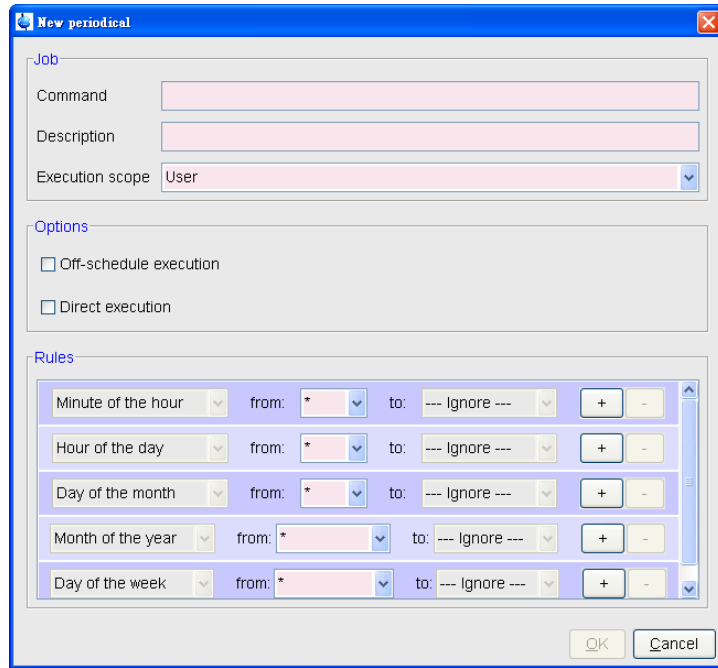 New periodical
Job
Command
Description
Execution scope User
Options
Off-schedule execution
Direct execution
Rules
Minute of the hour from: * to: --- Ignore --- + -
Hour of the day from: * to: --- Ignore --- + -
Day of the month from: * to: --- Ignore --- + -
Month of the year from: * to: --- Ignore --- + -
Day of the week from: * to: --- Ignore --- + -
OK Cancel